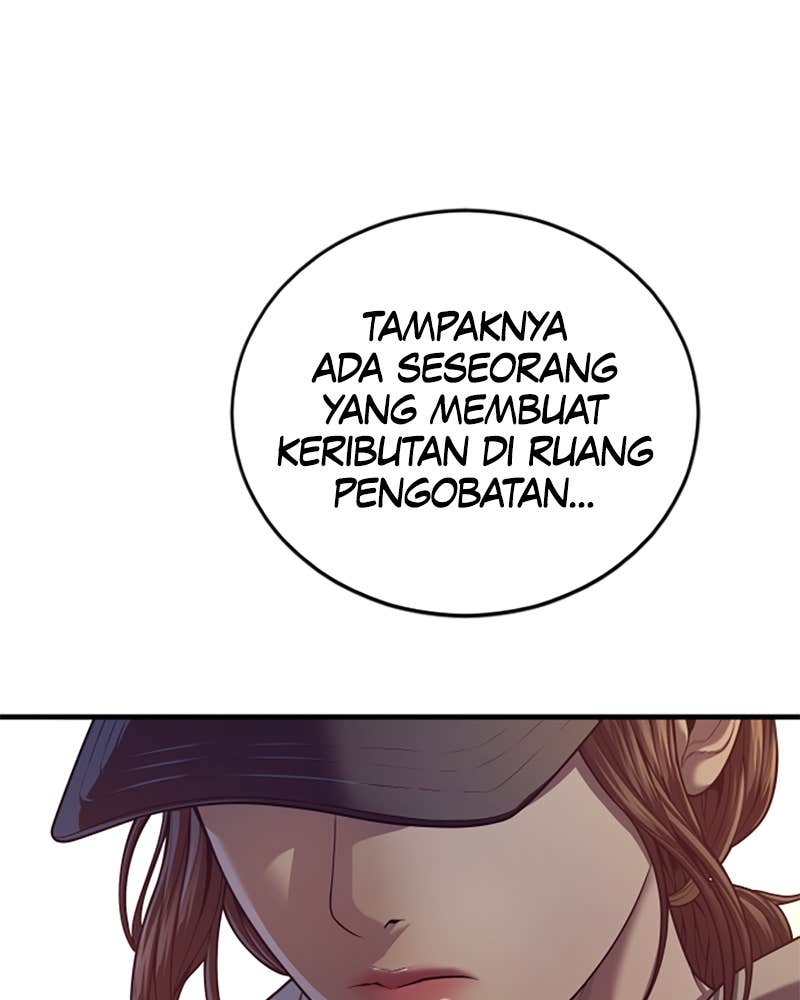 TAMPAKNYA
ADA SESEORANG
YANG MEMBUAT
KERIBUTAN DI RUANG
PENGOBATAN...